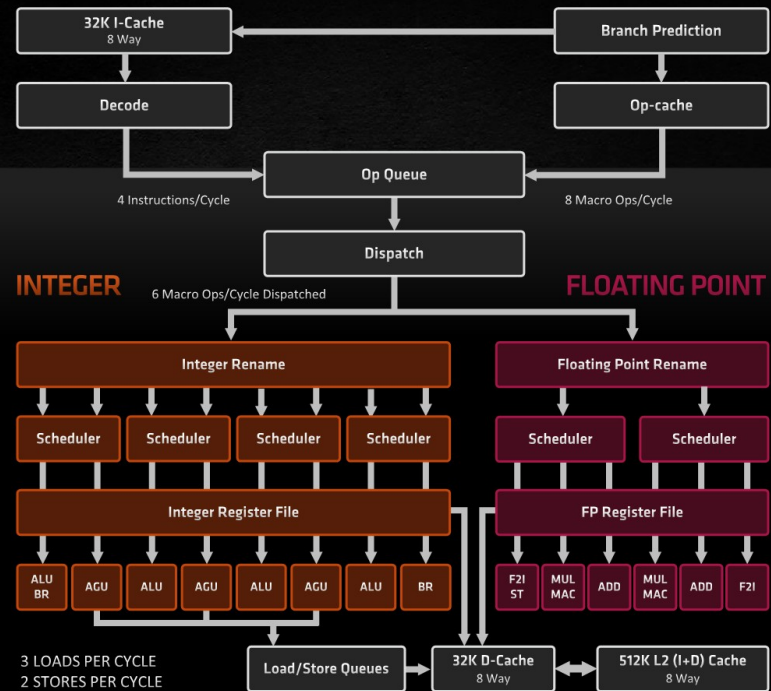 32K I-Cache
8 Way
Branch Prediction
Decode
Op-cache
Op Queue
4 Instructions/Cycle
8 Macro Ops/Cycle
Dispatch
INTEGER
6 Macro Ops/Cycle Dispatched
FLOATING POINT
Integer Rename
Floating Point Rename
Scheduler
Scheduler
Scheduler
Scheduler
Scheduler
Scheduler
Integer Register File
FP Register File
ALU
BR
AGU
ALU
AGU
ALU
AGU
ALU
BR
F2I
ST
MUL
MAC
ADD
MUL
MAC
ADD
F2I
3 LOADS PER CYCLE
2 STORES PER CYCLE
Load/Store Queues
32K D-Cache
8 Way
512K L2 (I+D) Cache
8 Way